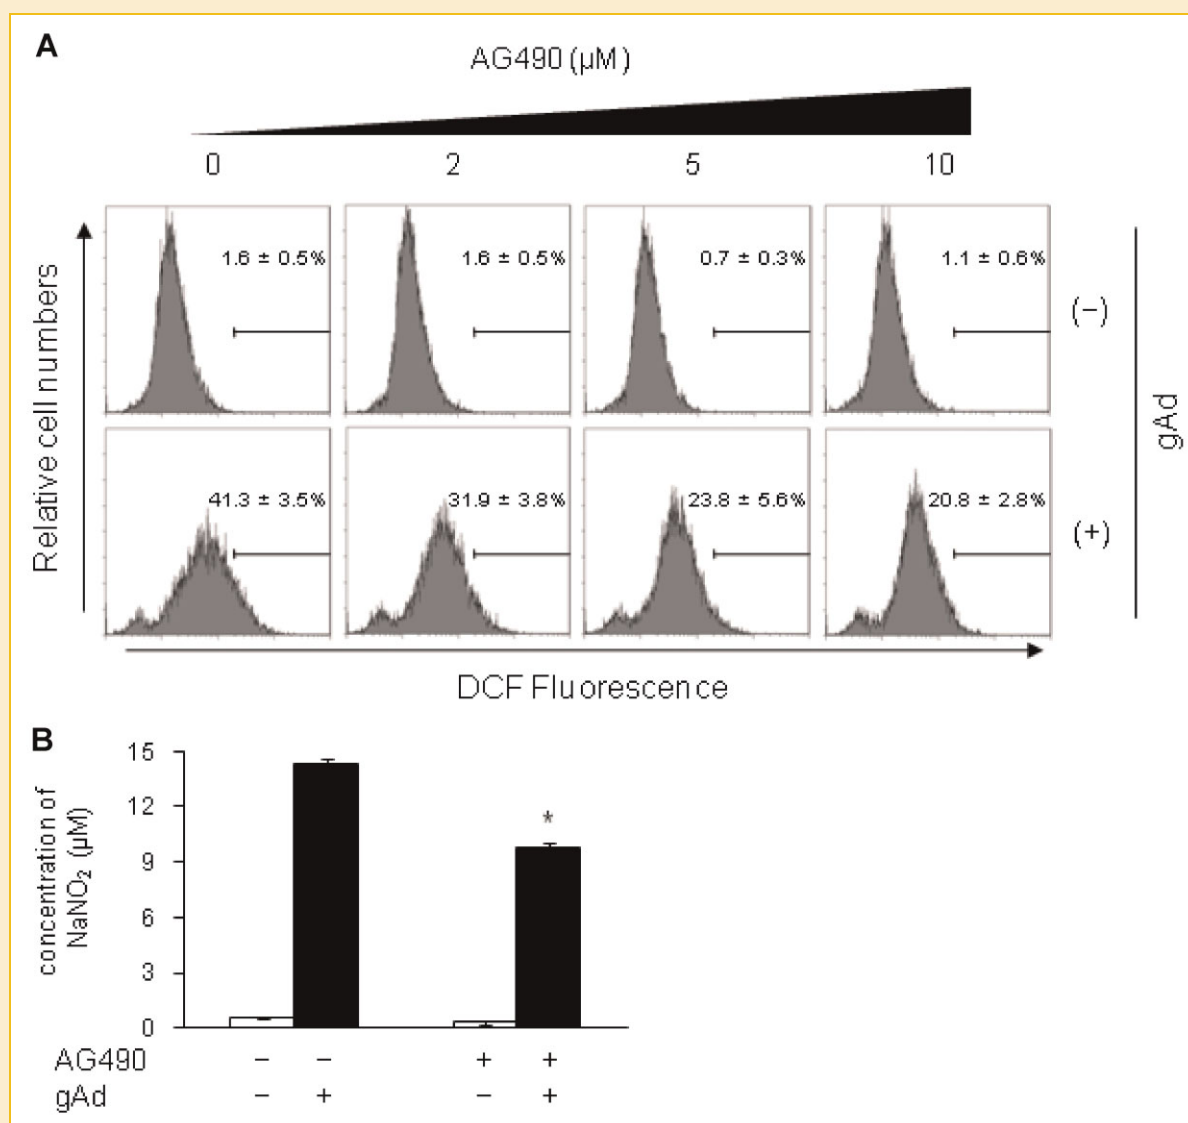 A
AG490 (µM)
0 2 5 10
Relative cell numbers
1.6 ± 0.5% 1.6 ± 0.5% 0.7 ± 0.3% 1.1 ± 0.6%
(−)
gAd
41.3 ± 3.5% 31.9 ± 3.8% 23.8 ± 5.6% 20.8 ± 2.8%
(+)
DCF Fluorescence
B
concentration of
NaNO₂ (µM)
15
12
9
6
3
0
*
AG490 − − + +
gAd − + − +